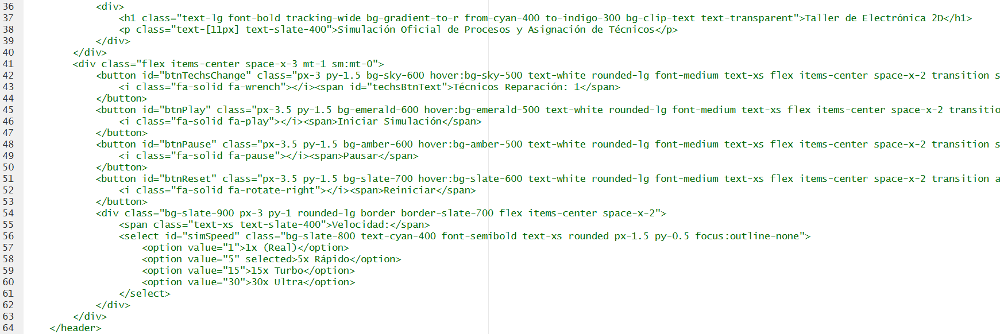 36 <div>
37 <h1 class="text-lg font-bold tracking-wide bg-gradient-to-r from-cyan-400 to-indigo-300 bg-clip-text text-transparent">Taller de Electrónica 2D</h1>
38 <p class="text-[11px] text-slate-400">Simulación Oficial de Procesos y Asignación de Técnicos</p>
39 </div>
40 </div>
41 <div class="flex items-center space-x-3 mt-1 sm:mt-0">
42 <button id="btnTechsChange" class="px-3 py-1.5 bg-sky-600 hover:bg-sky-500 text-white rounded-lg font-medium text-xs flex items-center space-x-2 transition s
43 <i class="fa-solid fa-wrench"></i><span id="techsBtnText">Técnicos Reparación: 1</span>
44 </button>
45 <button id="btnPlay" class="px-3.5 py-1.5 bg-emerald-600 hover:bg-emerald-500 text-white rounded-lg font-medium text-xs flex items-center space-x-2 transitio
46 <i class="fa-solid fa-play"></i><span>Iniciar Simulación</span>
47 </button>
48 <button id="btnPause" class="px-3.5 py-1.5 bg-amber-600 hover:bg-amber-500 text-white rounded-lg font-medium text-xs flex items-center space-x-2 transition s
49 <i class="fa-solid fa-pause"></i><span>Pausar</span>
50 </button>
51 <button id="btnReset" class="px-3.5 py-1.5 bg-slate-700 hover:bg-slate-600 text-white rounded-lg font-medium text-xs flex items-center space-x-2 transition a
52 <i class="fa-solid fa-rotate-right"></i><span>Reiniciar</span>
53 </button>
54 <div class="bg-slate-900 px-3 py-1 rounded-lg border border-slate-700 flex items-center space-x-2">
55 <span class="text-xs text-slate-400">Velocidad:</span>
56 <select id="simSpeed" class="bg-slate-800 text-cyan-400 font-semibold text-xs rounded px-1.5 py-0.5 focus:outline-none">
57 <option value="1">1x (Real)</option>
58 <option value="5" selected>5x Rápido</option>
59 <option value="15">15x Turbo</option>
60 <option value="30">30x Ultra</option>
61 </select>
62 </div>
63 </div>
64 </header>